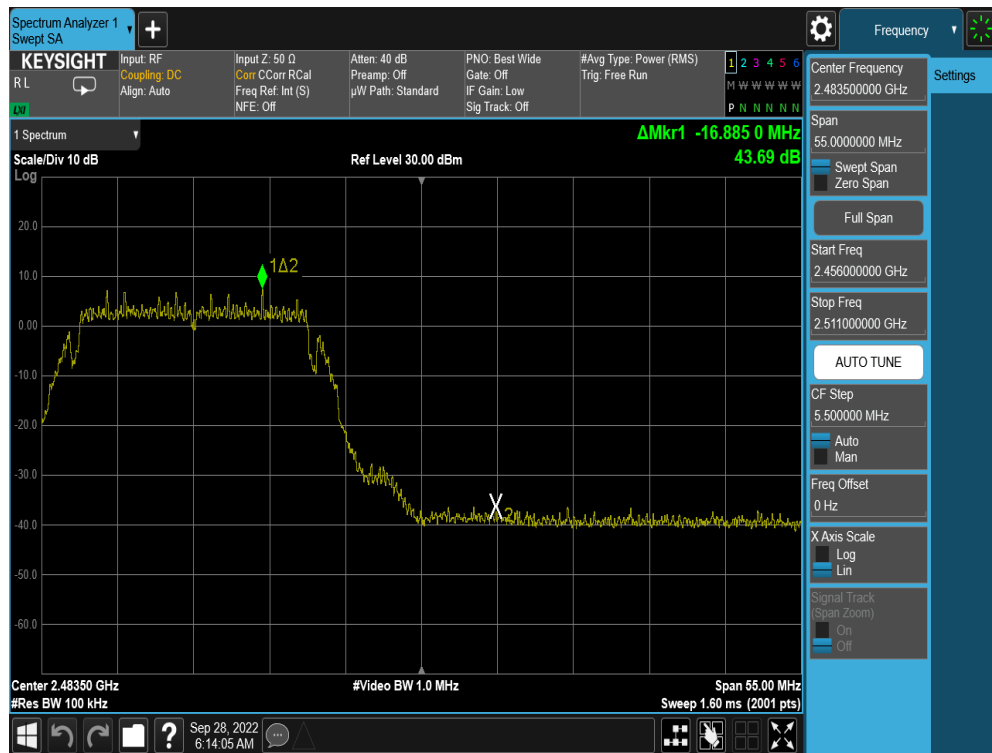 Spectrum Analyzer 1
Swept SA
+
Frequency
KEYSIGHT
R L
LXI
Input: RF
Coupling: DC
Align: Auto
Input Z: 50 Ω
Corr CCorr RCal
Freq Ref: Int (S)
NFE: Off
Atten: 40 dB
Preamp: Off
µW Path: Standard
PNO: Best Wide
Gate: Off
IF Gain: Low
Sig Track: Off
#Avg Type: Power (RMS)
Trig: Free Run
1 2 3 4 5 6
M W W W W W
P N N N N N
1 Spectrum
Scale/Div 10 dB
Log
Ref Level 30.00 dBm
ΔMkr1 -16.885 0 MHz
43.69 dB
20.0
10.0
0.00
-10.0
-20.0
-30.0
-40.0
-50.0
-60.0
1Δ2
X2
Center 2.48350 GHz
#Res BW 100 kHz
#Video BW 1.0 MHz
Span 55.00 MHz
Sweep 1.60 ms (2001 pts)
?
Sep 28, 2022
6:14:05 AM
Center Frequency
2.483500000 GHz
Settings
Span
55.0000000 MHz
Swept Span
Zero Span
Full Span
Start Freq
2.456000000 GHz
Stop Freq
2.511000000 GHz
AUTO TUNE
CF Step
5.500000 MHz
Auto
Man
Freq Offset
0 Hz
X Axis Scale
Log
Lin
Signal Track
(Span Zoom)
On
Off